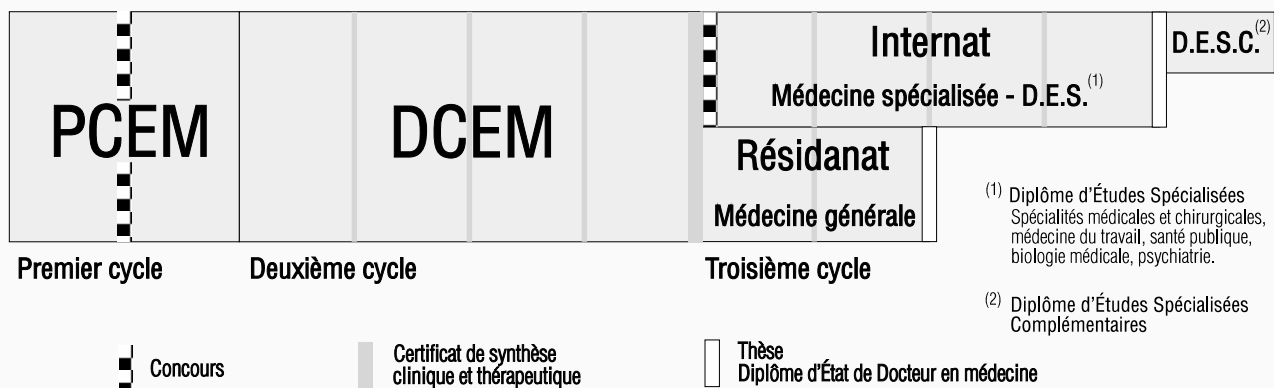 PCEM
DCEM
Internat
Médecine spécialisée - D.E.S.(1)
D.E.S.C.(2)
Résidanat
Médecine générale
Premier cycle
Deuxième cycle
Troisième cycle
(1) Diplôme d'Études Spécialisées
Spécialités médicales et chirurgicales,
médecine du travail, santé publique,
biologie médicale, psychiatrie.
(2) Diplôme d'Études Spécialisées
Complémentaires
Concours
Certificat de synthèse
clinique et thérapeutique
Thèse
Diplôme d'État de Docteur en médecine